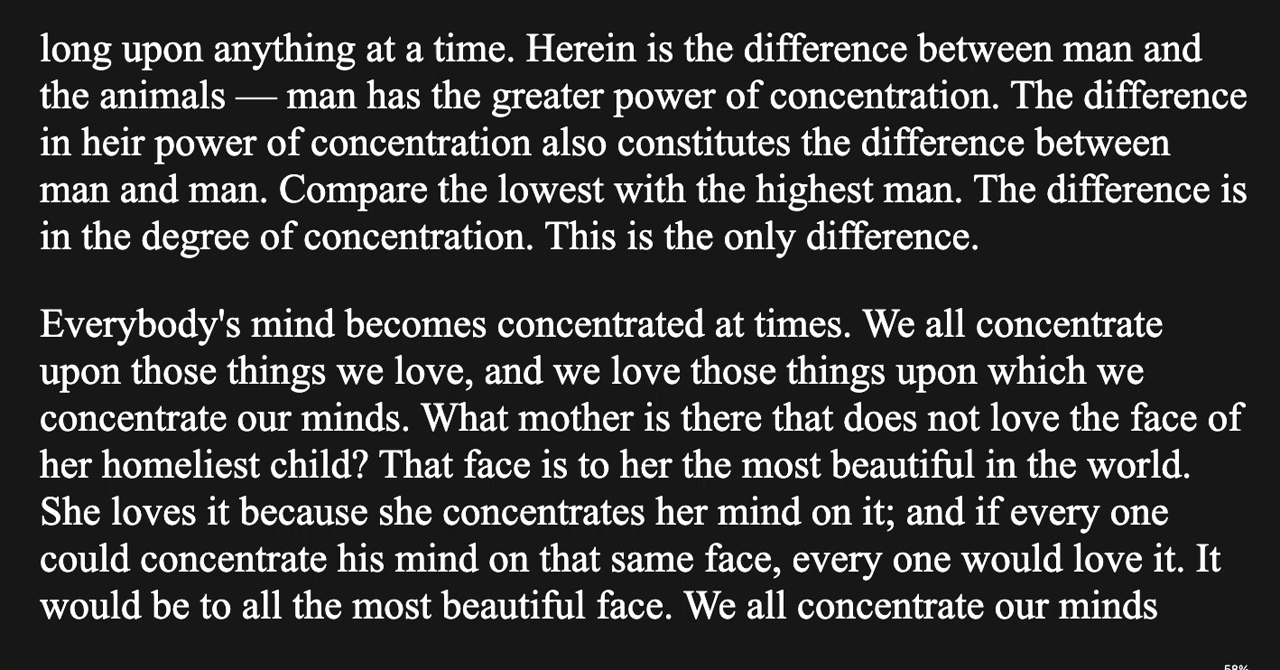 long upon anything at a time. Herein is the difference between man and
the animals — man has the greater power of concentration. The difference
in heir power of concentration also constitutes the difference between
man and man. Compare the lowest with the highest man. The difference is
in the degree of concentration. This is the only difference.
Everybody's mind becomes concentrated at times. We all concentrate
upon those things we love, and we love those things upon which we
concentrate our minds. What mother is there that does not love the face of
her homeliest child? That face is to her the most beautiful in the world.
She loves it because she concentrates her mind on it; and if every one
could concentrate his mind on that same face, every one would love it. It
would be to all the most beautiful face. We all concentrate our minds
58%